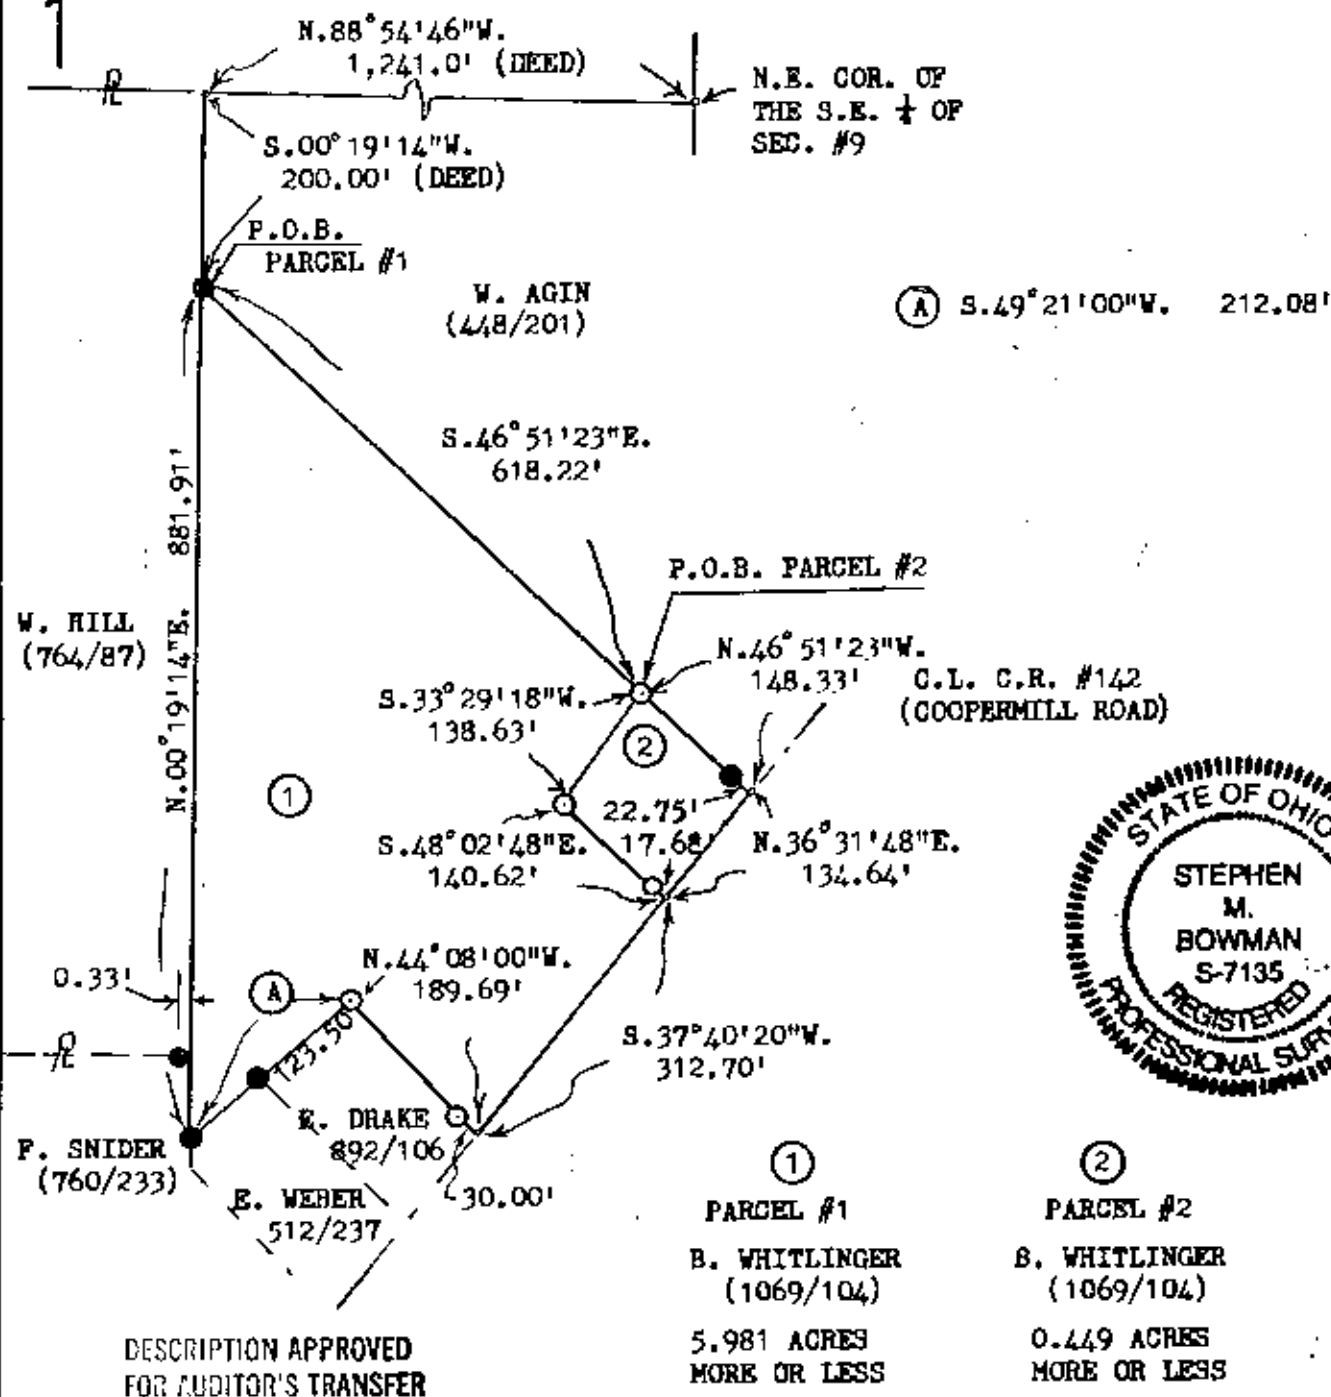 1
N.88°54'46"W.
1,241.0' (DEED)
N.E. COR. OF
THE S.E. ¼ OF
SEC. #9
S.00°19'14"W.
200.00' (DEED)
P.O.B.
PARCEL #1
W. AGIN
(448/201)
(A) S.49°21'00"W. 212.08'
S.46°51'23"E.
618.22'
N.00°19'14"E. 881.91'
P.O.B. PARCEL #2
W. HILL
(764/87)
N.46°51'23"W.
148.33'
C.L. C.R. #142
(COOPERMILL ROAD)
S.33°29'18"W.
138.63'
2
1
22.75'
17.68'
S.48°02'48"E.
140.62'
N.36°31'48"E.
134.64'
STATE OF OHIO
STEPHEN
M.
BOWMAN
S-7135
REGISTERED
PROFESSIONAL SURV
N.44°08'00"W.
189.69'
0.33'
A
123.50'
S.37°40'20"W.
312.70'
E. DRAKE
892/106
F. SNIDER
(760/233)
30.00'
E. WEBER
512/237
1
PARCEL #1
B. WHITLINGER
(1069/104)
5.981 ACRES
MORE OR LESS
2
PARCEL #2
B. WHITLINGER
(1069/104)
0.449 ACRES
MORE OR LESS
DESCRIPTION APPROVED
FOR AUDITOR'S TRANSFER